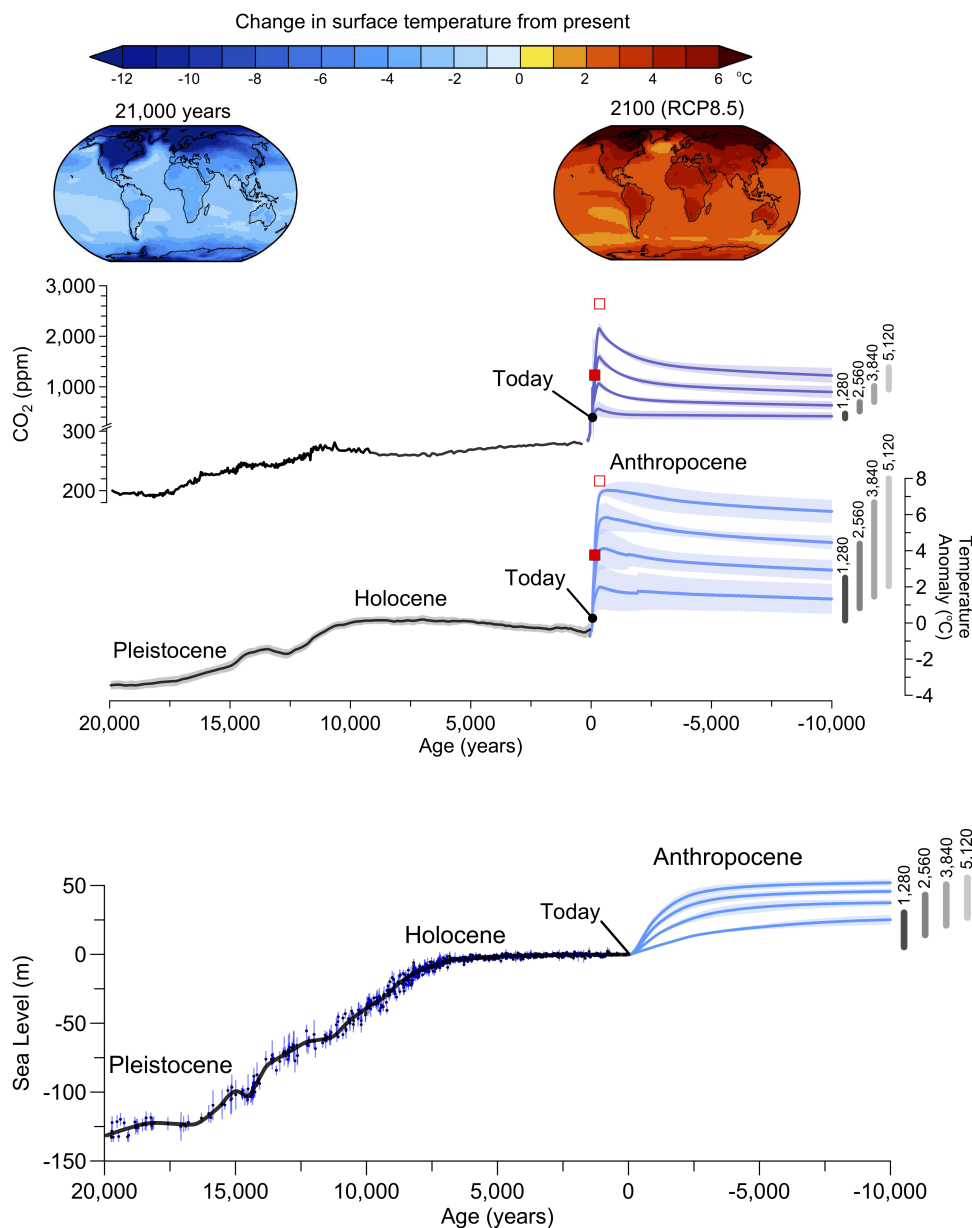 Change in surface temperature from present
-12 -10 -8 -6 -4 -2 0 2 4 6 °C
21,000 years
2100 (RCP8.5)
3,000
2,000
1,000
300
200
CO2 (ppm)
Today
1,280
2,560
3,840
5,120
Anthropocene
8
6
4
2
0
-2
-4
Temperature
Anomaly (°C)
1,280
2,560
3,840
5,120
Today
Holocene
Pleistocene
20,000 15,000 10,000 5,000 0 -5,000 -10,000
Age (years)
Anthropocene
1,280
2,560
3,840
5,120
50
0
-50
-100
-150
Sea Level (m)
Today
Holocene
Pleistocene
20,000 15,000 10,000 5,000 0 -5,000 -10,000
Age (years)